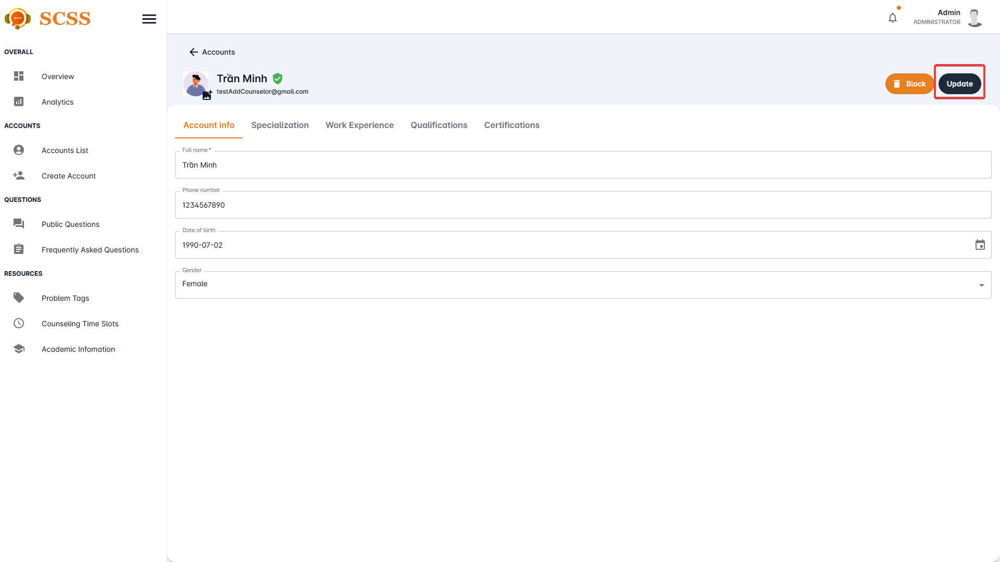 SCSS
Admin
ADMINISTRATOR
OVERALL
Overview
Analytics
ACCOUNTS
Accounts List
Create Account
QUESTIONS
Public Questions
Frequently Asked Questions
RESOURCES
Problem Tags
Counseling Time Slots
Academic Infomation
Accounts
Trần Minh
testAddCounselor@gmail.com
Block
Update
Account info
Specialization
Work Experience
Qualifications
Certifications
Full name *
Trần Minh
Phone number
1234567890
Date of birth
1990-07-02
Gender
Female